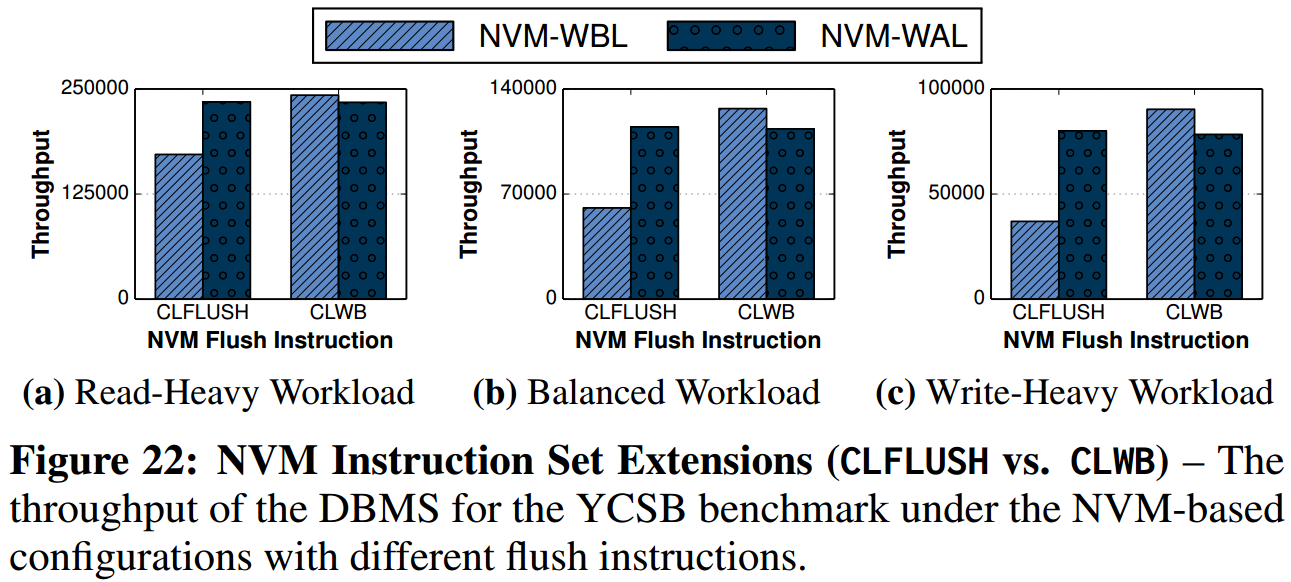 NVM-WBL NVM-WAL
250000
125000
0
Throughput
CLFLUSH CLWB
NVM Flush Instruction
(a) Read-Heavy Workload
140000
70000
0
Throughput
CLFLUSH CLWB
NVM Flush Instruction
(b) Balanced Workload
100000
50000
0
Throughput
CLFLUSH CLWB
NVM Flush Instruction
(c) Write-Heavy Workload
Figure 22: NVM Instruction Set Extensions (CLFLUSH vs. CLWB) – The
throughput of the DBMS for the YCSB benchmark under the NVM-based
configurations with different flush instructions.